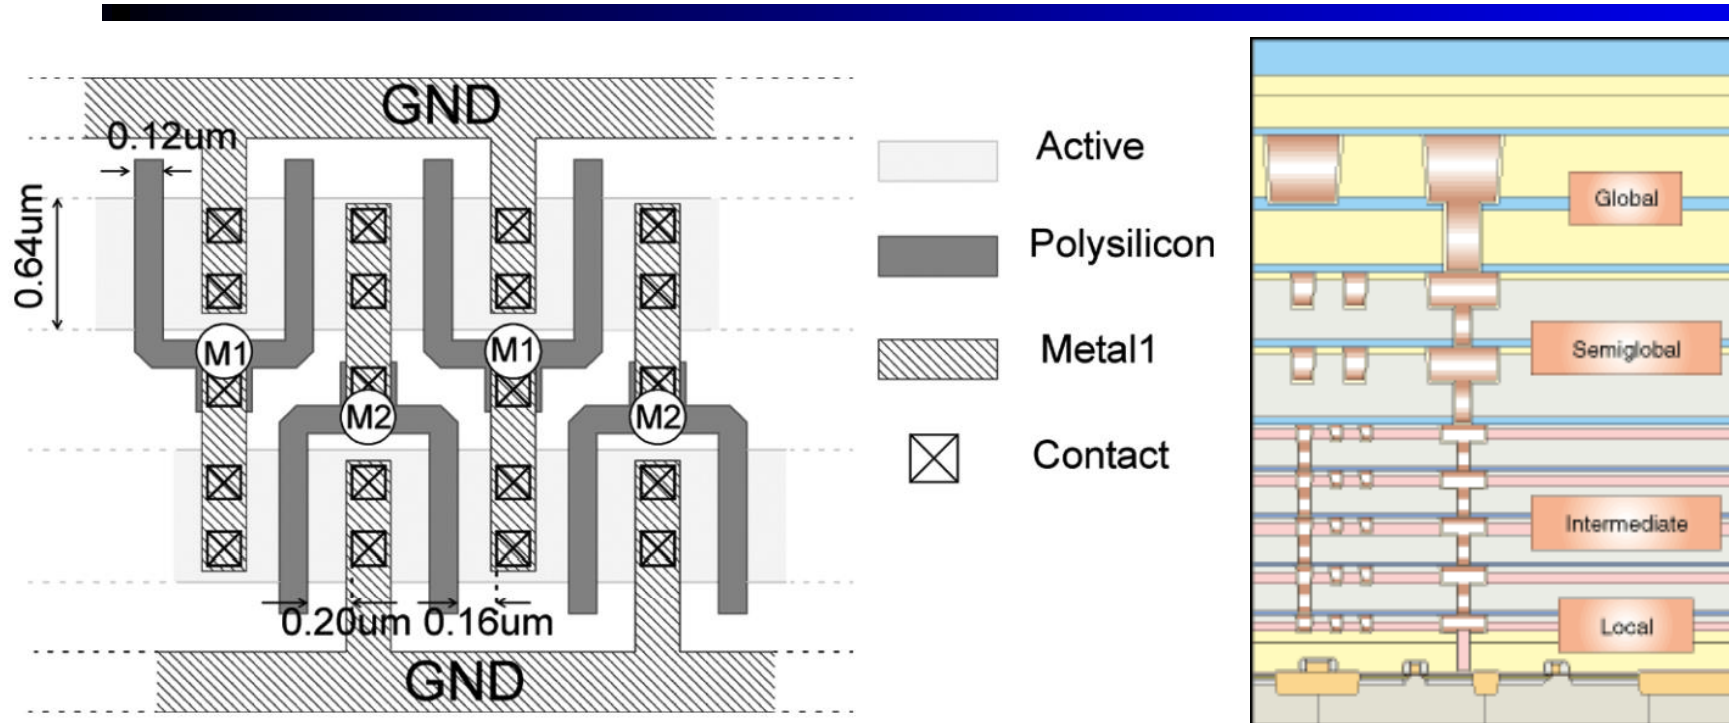 GND
0.12um
0.64um
M1
M1
M2
M2
0.20um
0.16um
GND
Active
Polysilicon
Metal1
Contact
Global
Semiglobal
Intermediate
Local